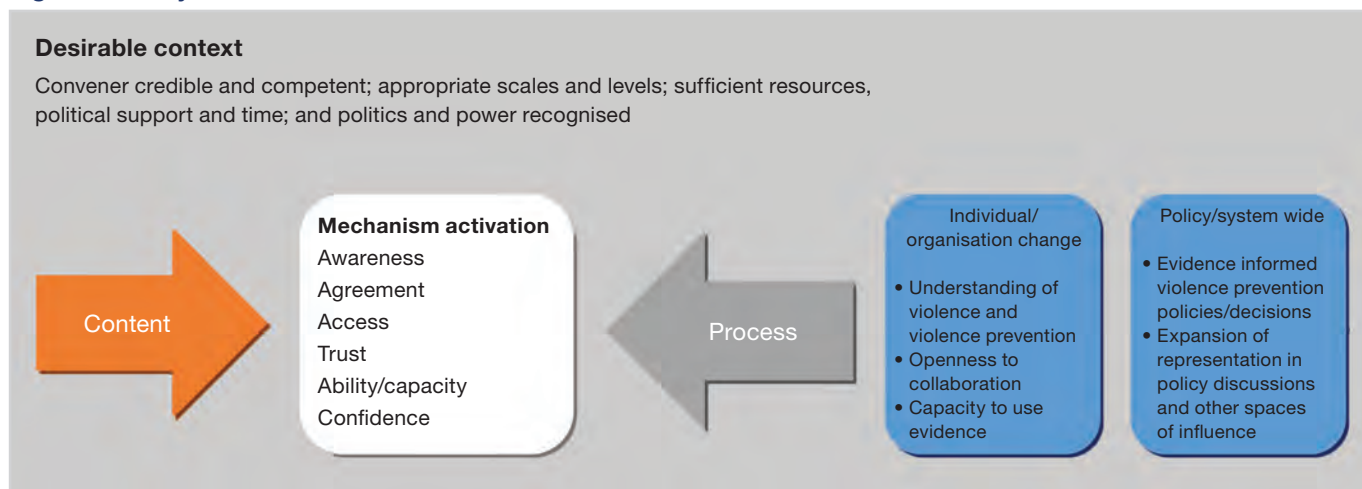 Desirable context
Convener credible and competent; appropriate scales and levels; sufficient resources,
political support and time; and politics and power recognised
Content
Mechanism activation
Awareness
Agreement
Access
Trust
Ability/capacity
Confidence
Process
Individual/
organisation change
• Understanding of
violence and
violence prevention
• Openness to
collaboration
• Capacity to use
evidence
Policy/system wide
• Evidence informed
violence prevention
policies/decisions
• Expansion of
representation in
policy discussions
and other spaces
of influence